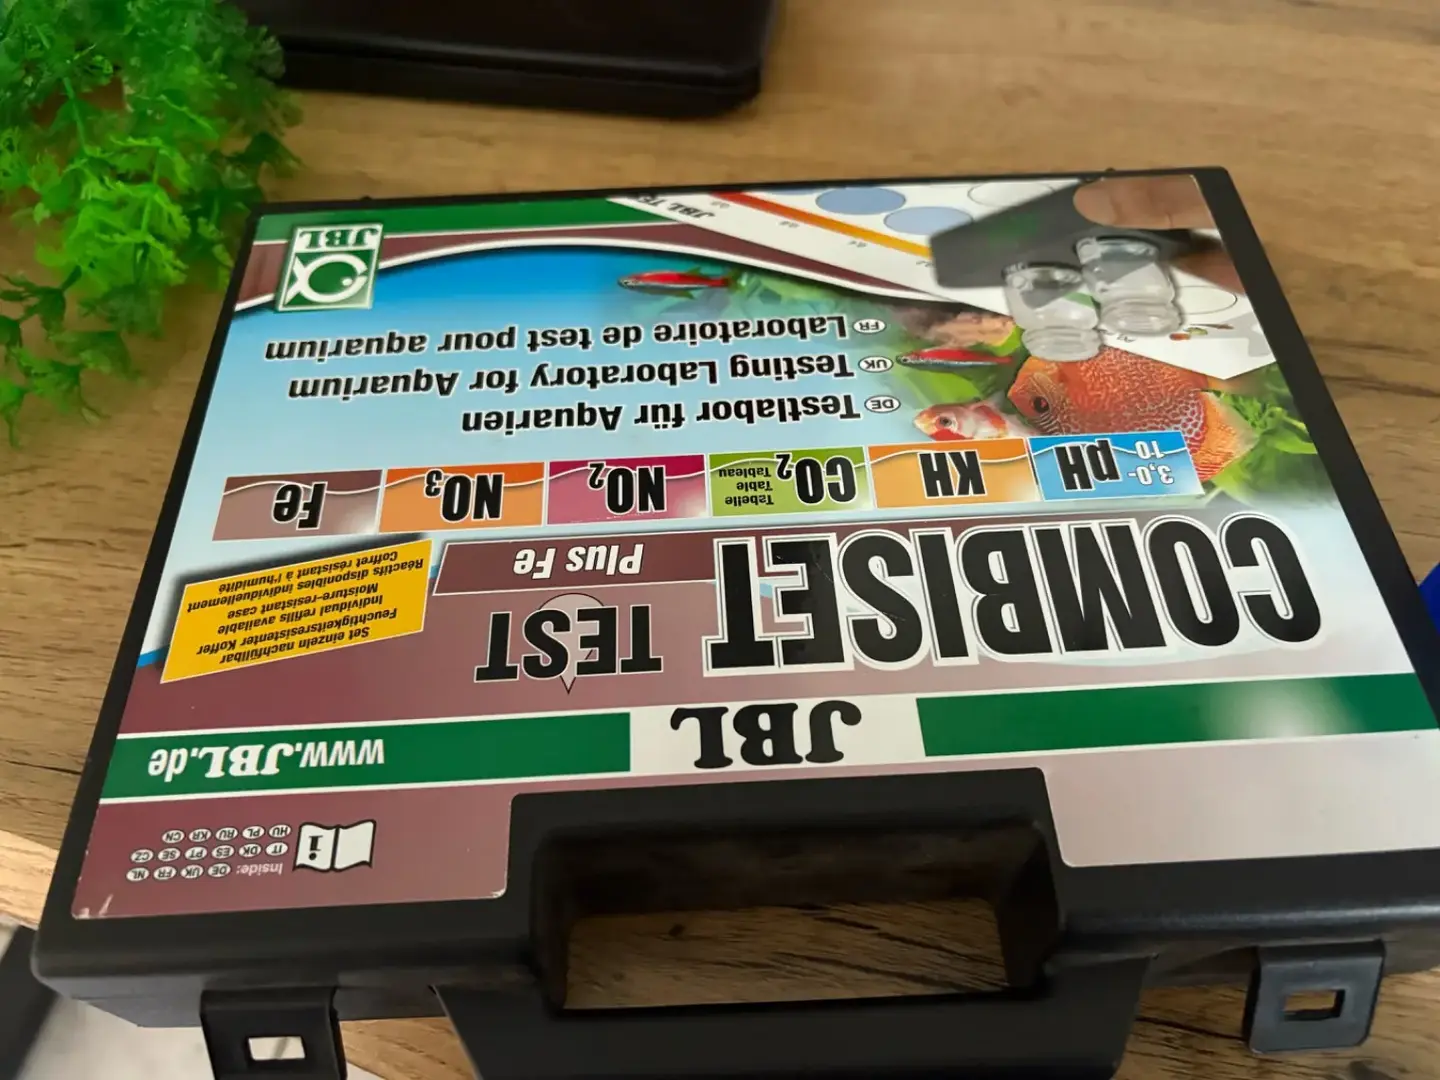 Inside: DE UK FR NL
IT DK ES PT SE CZ
HU PL RU KR CN
JBL
www.JBL.de
COMBISET
TEST
Plus Fe
Set einzeln nachfüllbar
Feuchtigkeitsresistenter Koffer
Individual refills available
Moisture-resistant case
Réactifs disponibles individuellement
Coffret résistant à l'humidité
3,0-10 pH
KH
CO2 Tabelle Table Tableau
NO2
NO3
Fe
DE Testlabor für Aquarien
UK Testing Laboratory for Aquarium
FR Laboratoire de test pour aquarium
JBL